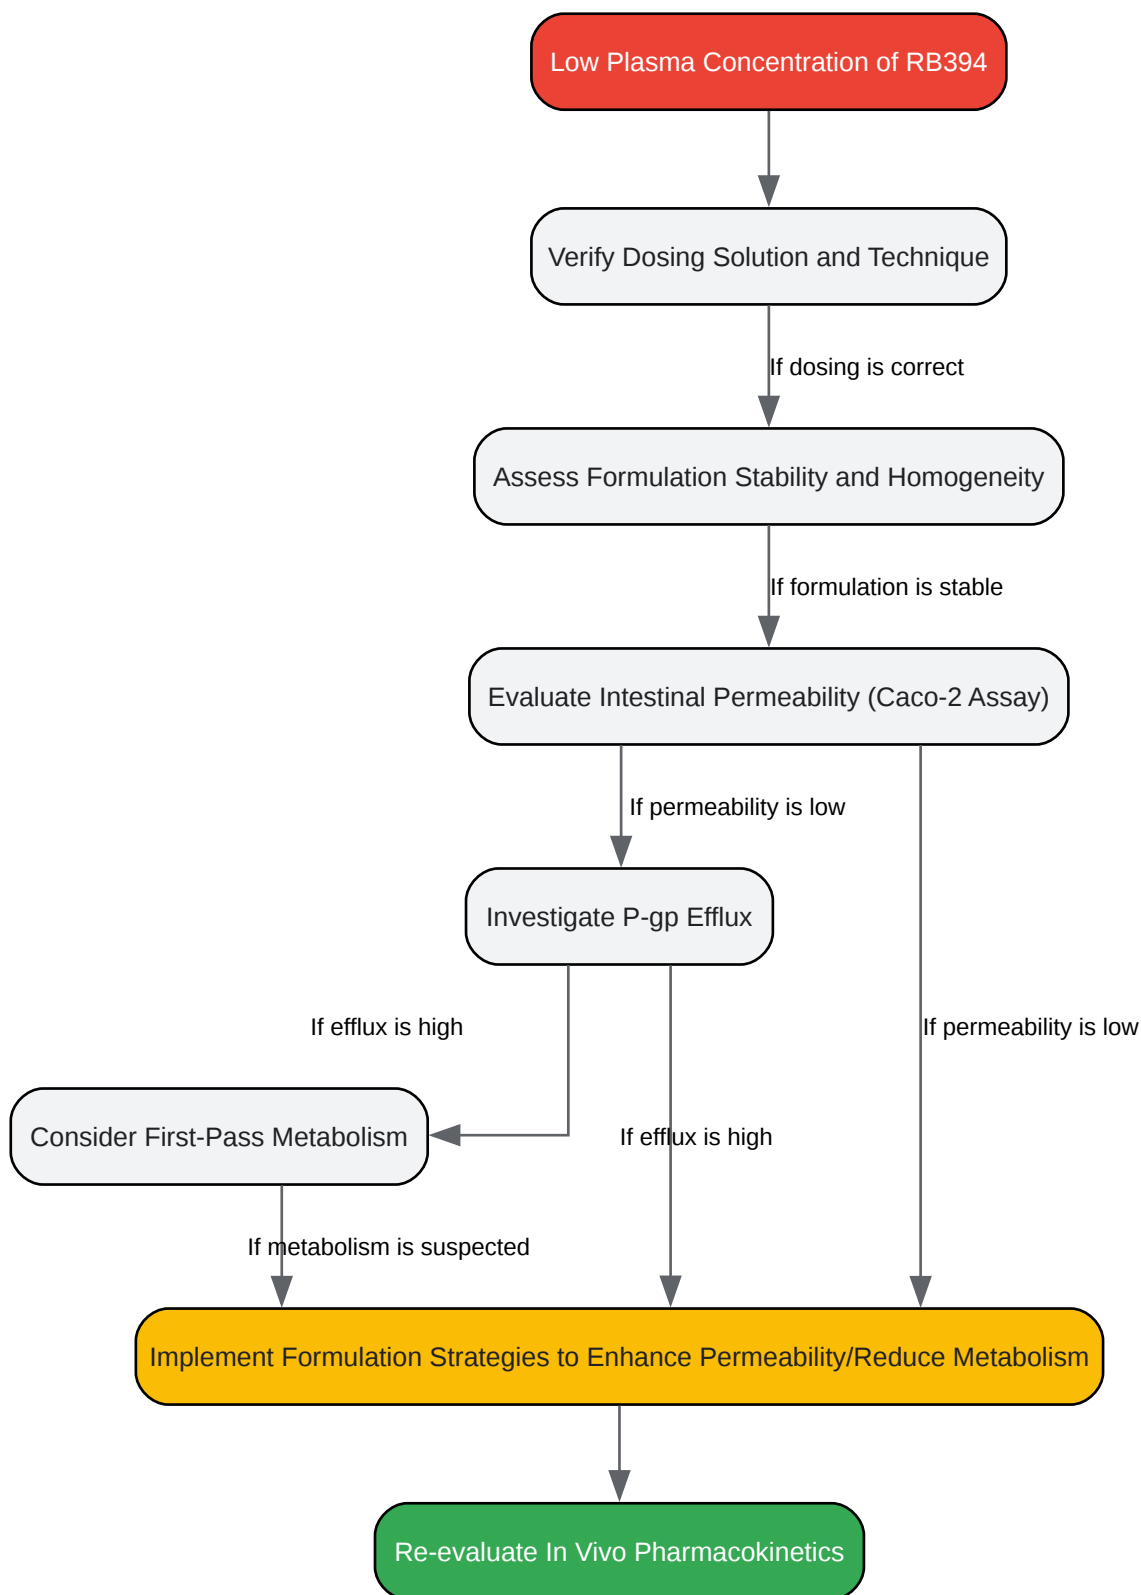 Low Plasma Concentration of RB394
Verify Dosing Solution and Technique
If dosing is correct
Assess Formulation Stability and Homogeneity
If formulation is stable
Evaluate Intestinal Permeability (Caco-2 Assay)
If permeability is low
Investigate P-gp Efflux
If efflux is high
If permeability is low
Consider First-Pass Metabolism
If efflux is high
If metabolism is suspected
Implement Formulation Strategies to Enhance Permeability/Reduce Metabolism
Re-evaluate In Vivo Pharmacokinetics